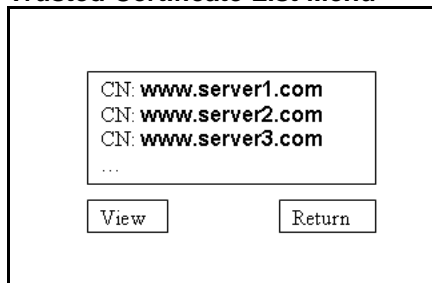 Trusted Certificate List Menu
CN: www.server1.com
CN: www.server2.com
CN: www.server3.com
...
View Return